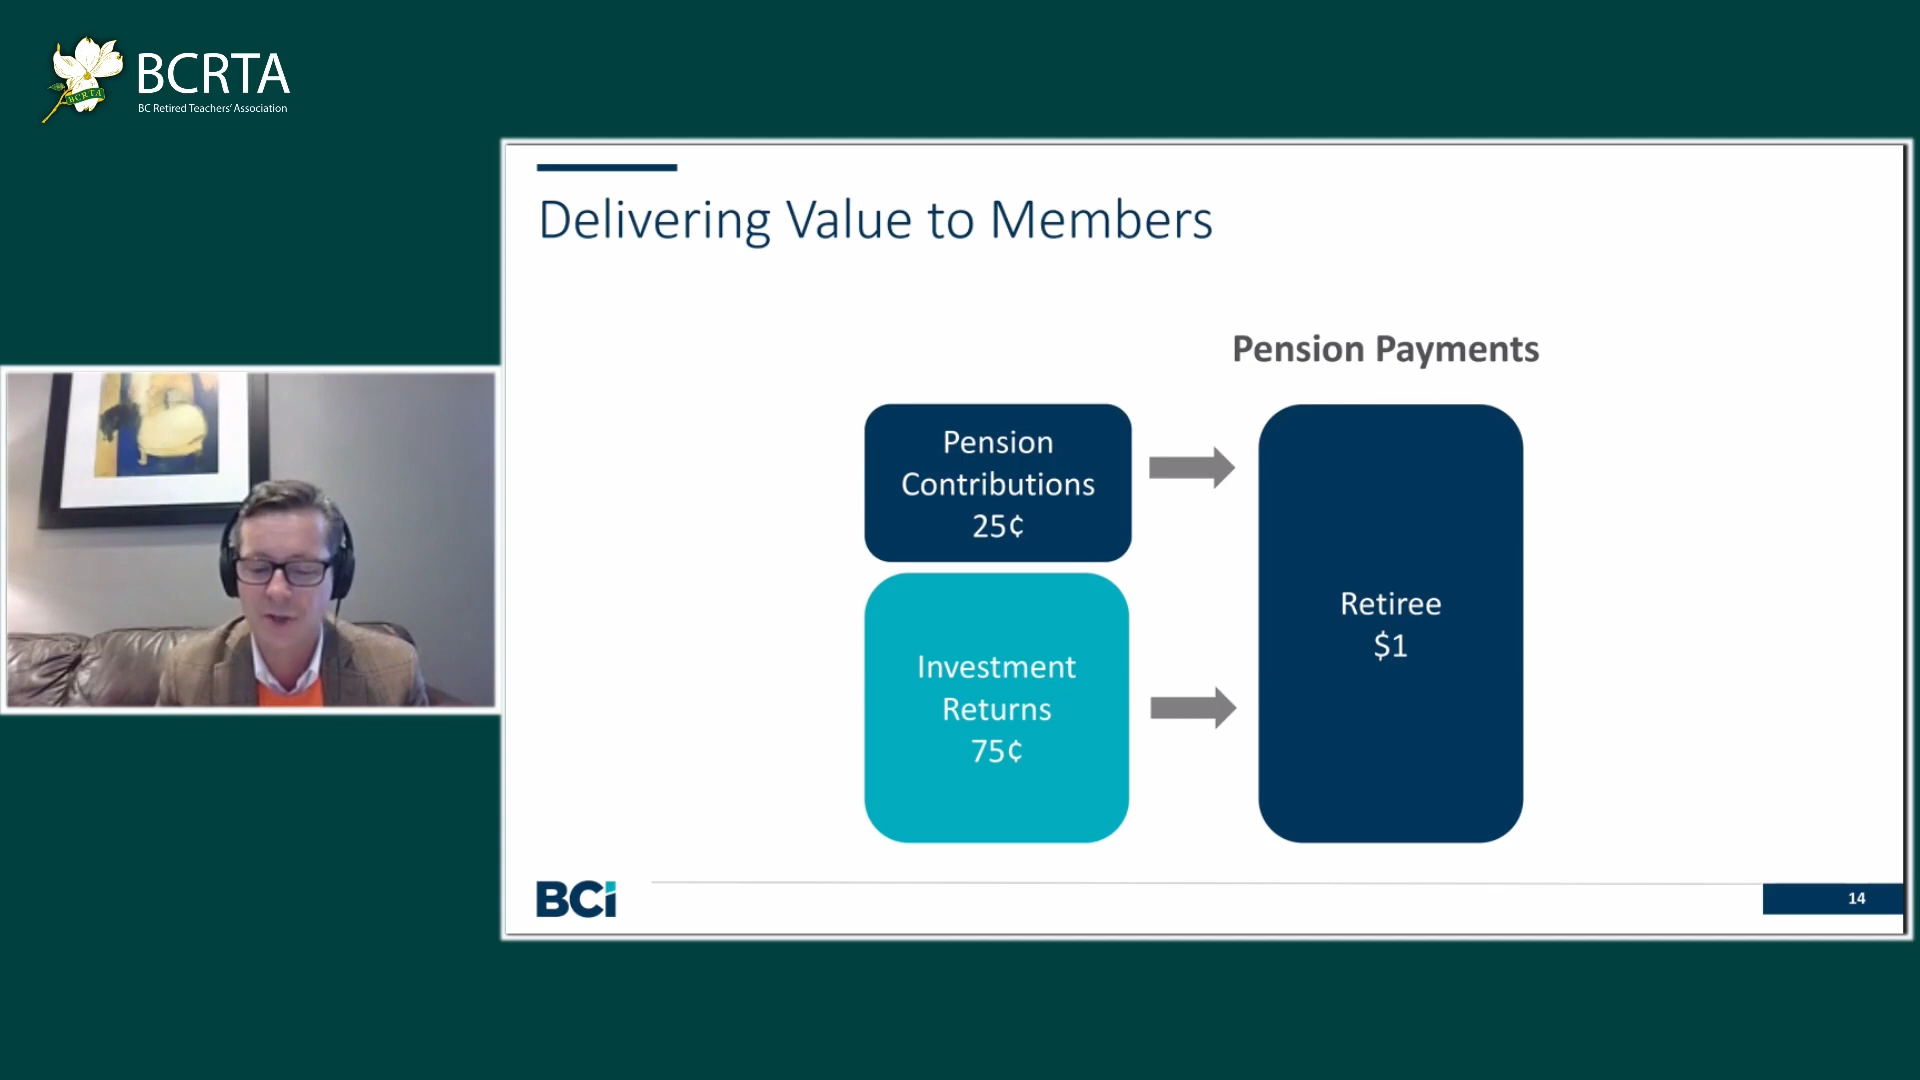 BCRTA
BC Retired Teachers' Association
BCRTA
Delivering Value to Members
Pension Payments
Pension
Contributions
25¢
Investment
Returns
75¢
Retiree
$1
BCi
14